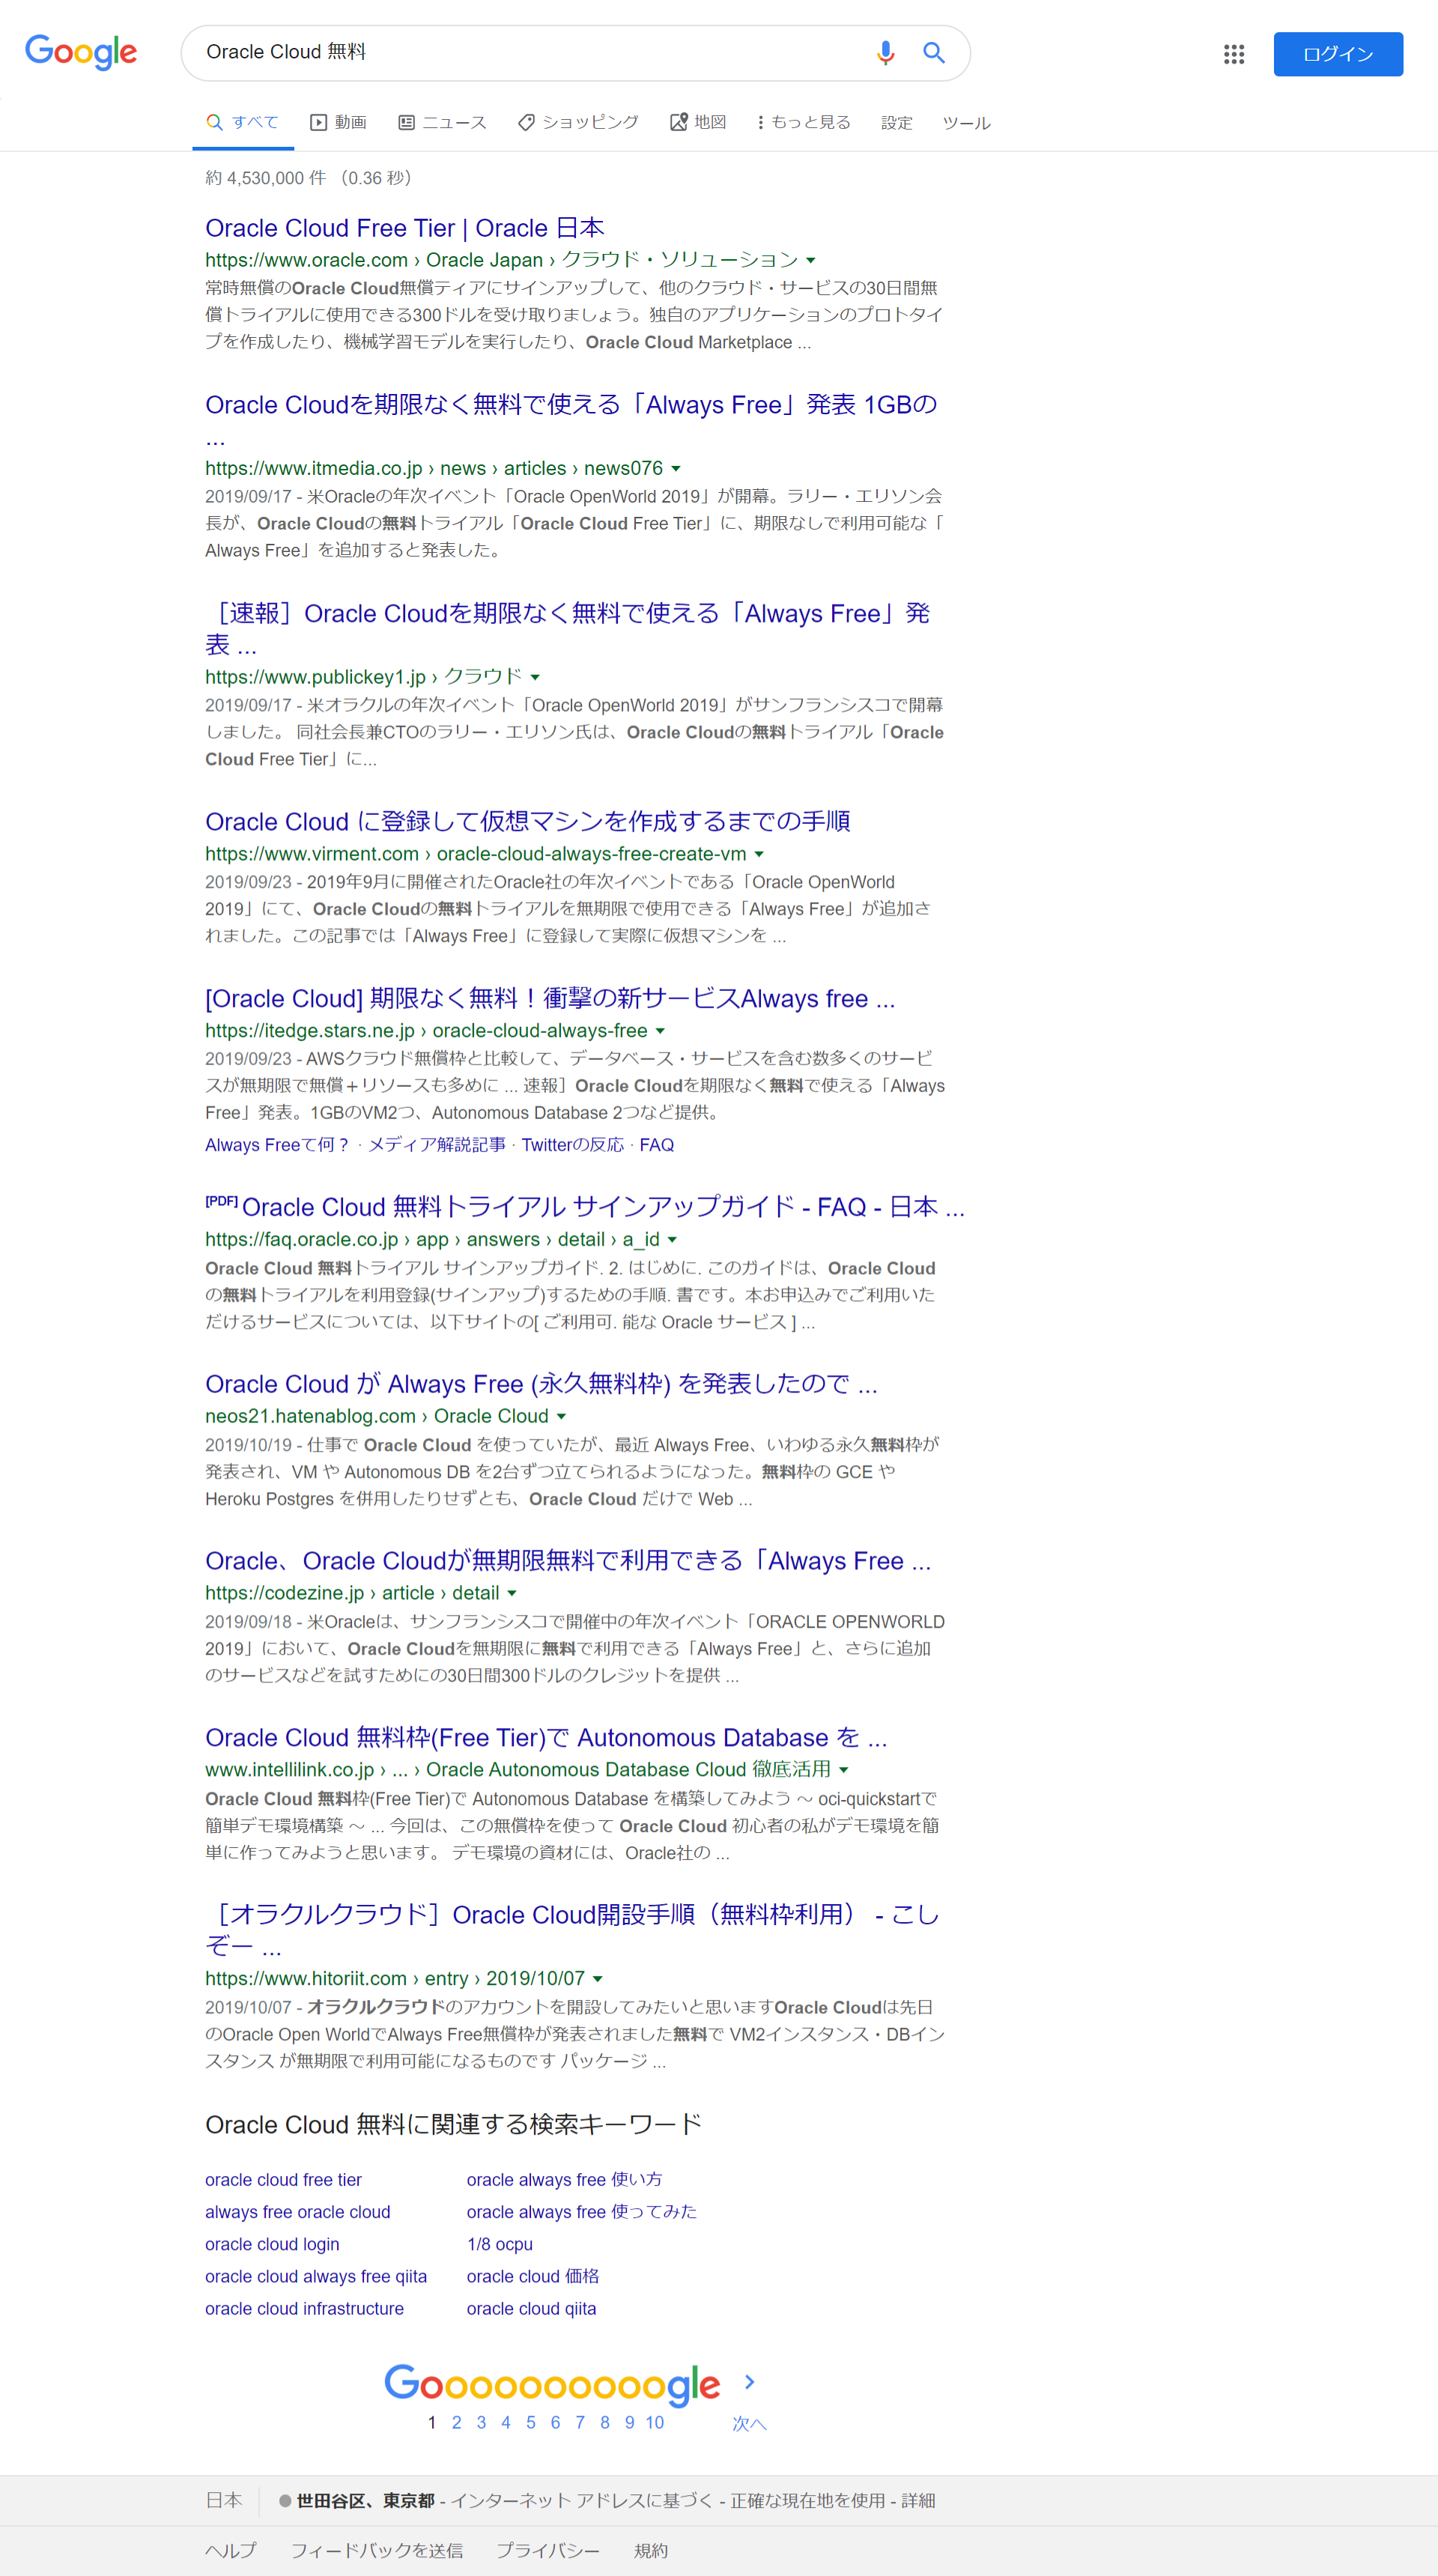 Google
Oracle Cloud 無料
ログイン
すべて 動画 ニュース ショッピング 地図 もっと見る 設定 ツール
約 4,530,000 件 （0.36 秒）
Oracle Cloud Free Tier | Oracle 日本
https://www.oracle.com › Oracle Japan › クラウド・ソリューション
常時無償のOracle Cloud無償ティアにサインアップして、他のクラウド・サービスの30日間無
償トライアルに使用できる300ドルを受け取りましょう。独自のアプリケーションのプロトタイ
プを作成したり、機械学習モデルを実行したり、Oracle Cloud Marketplace ...
Oracle Cloudを期限なく無料で使える「Always Free」発表 1GBの
...
https://www.itmedia.co.jp › news › articles › news076
2019/09/17 - 米Oracleの年次イベント「Oracle OpenWorld 2019」が開幕。ラリー・エリソン会
長が、Oracle Cloudの無料トライアル「Oracle Cloud Free Tier」に、期限なしで利用可能な「
Always Free」を追加すると発表した。
［速報］Oracle Cloudを期限なく無料で使える「Always Free」発
表 ...
https://www.publickey1.jp › クラウド
2019/09/17 - 米オラクルの年次イベント「Oracle OpenWorld 2019」がサンフランシスコで開幕
しました。 同社会長兼CTOのラリー・エリソン氏は、Oracle Cloudの無料トライアル「Oracle
Cloud Free Tier」に...
Oracle Cloud に登録して仮想マシンを作成するまでの手順
https://www.virment.com › oracle-cloud-always-free-create-vm
2019/09/23 - 2019年9月に開催されたOracle社の年次イベントである「Oracle OpenWorld
2019」にて、Oracle Cloudの無料トライアルを無期限で使用できる「Always Free」が追加さ
れました。この記事では「Always Free」に登録して実際に仮想マシンを ...
[Oracle Cloud] 期限なく無料！衝撃の新サービスAlways free ...
https://itedge.stars.ne.jp › oracle-cloud-always-free
2019/09/23 - AWSクラウド無償枠と比較して、データベース・サービスを含む数多くのサービ
スが無期限で無償＋リソースも多めに ... 速報］Oracle Cloudを期限なく無料で使える「Always
Free」発表。1GBのVM2つ、Autonomous Database 2つなど提供。
Always Freeて何？ · メディア解説記事 · Twitterの反応 · FAQ
[PDF] Oracle Cloud 無料トライアル サインアップガイド - FAQ - 日本 ...
https://faq.oracle.co.jp › app › answers › detail › a_id
Oracle Cloud 無料トライアル サインアップガイド. 2. はじめに. このガイドは、Oracle Cloud
の無料トライアルを利用登録(サインアップ)するための手順. 書です。本お申込みでご利用いた
だけるサービスについては、以下サイトの[ ご利用可. 能な Oracle サービス ] ...
Oracle Cloud が Always Free (永久無料枠) を発表したので ...
neos21.hatenablog.com › Oracle Cloud
2019/10/19 - 仕事で Oracle Cloud を使っていたが、最近 Always Free、いわゆる永久無料枠が
発表され、VM や Autonomous DB を2台ずつ立てられるようになった。無料枠の GCE や
Heroku Postgres を併用したりせずとも、Oracle Cloud だけで Web ...
Oracle、Oracle Cloudが無期限無料で利用できる「Always Free ...
https://codezine.jp › article › detail
2019/09/18 - 米Oracleは、サンフランシスコで開催中の年次イベント「ORACLE OPENWORLD
2019」において、Oracle Cloudを無期限に無料で利用できる「Always Free」と、さらに追加
のサービスなどを試すためにの30日間300ドルのクレジットを提供 ...
Oracle Cloud 無料枠(Free Tier)で Autonomous Database を ...
www.intellilink.co.jp › ... › Oracle Autonomous Database Cloud 徹底活用
Oracle Cloud 無料枠(Free Tier)で Autonomous Database を構築してみよう ～ oci-quickstartで
簡単デモ環境構築 ～ ... 今回は、この無償枠を使って Oracle Cloud 初心者の私がデモ環境を簡
単に作ってみようと思います。 デモ環境の資材には、Oracle社の ...
［オラクルクラウド］Oracle Cloud開設手順（無料枠利用） - こし
ぞー ...
https://www.hitoriit.com › entry › 2019/10/07
2019/10/07 - オラクルクラウドのアカウントを開設してみたいと思いますOracle Cloudは先日
のOracle Open WorldでAlways Free無償枠が発表されました無料で VM2インスタンス・DBイン
スタンス が無期限で利用可能になるものです パッケージ ...
Oracle Cloud 無料に関連する検索キーワード
oracle cloud free tier oracle always free 使い方
always free oracle cloud oracle always free 使ってみた
oracle cloud login 1/8 ocpu
oracle cloud always free qiita oracle cloud 価格
oracle cloud infrastructure oracle cloud qiita
Goooooooooogle
1 2 3 4 5 6 7 8 9 10 次へ
日本 世田谷区、東京都 - インターネット アドレスに基づく - 正確な現在地を使用 - 詳細
ヘルプ フィードバックを送信 プライバシー 規約